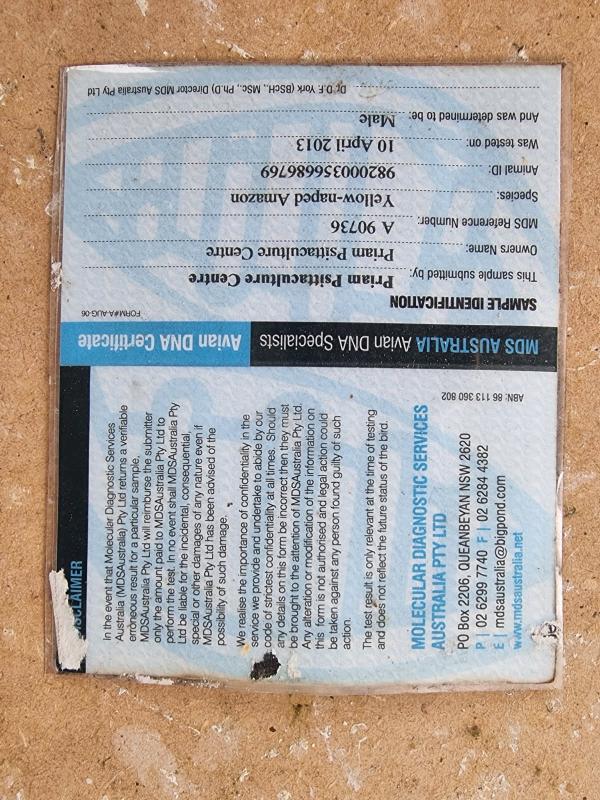 MDS AUSTRALIA Avian DNA Specialists Avian DNA Certificate
SAMPLE IDENTIFICATION
FORM#A-AUG-06
This sample submitted by: Priam Psittaculture Centre
Owners Name: Priam Psittaculture Centre
MDS Reference Number: A 90736
Species: Yellow-naped Amazon
Animal ID: 982000356686769
Was tested on: 10 April 2013
And was determined to be: Male
Dr D.F. York (BScH., MSc., Ph.D) Director MDS Australia Pty Ltd
ABN: 86 113 360 802
DISCLAIMER
In the event that Molecular Diagnostic Services
Australia (MDSAustralia) Pty Ltd returns a verifiable
erroneous result for a particular sample,
MDSAustralia Pty Ltd will reimburse the submitter
only the amount paid to MDSAustralia Pty Ltd to
perform the test. In no event shall MDSAustralia Pty
Ltd be liable for the incidental, consequential,
special or other damages of any nature even if
MDSAustralia Pty Ltd has been advised of the
possibility of such damage.
We realise the importance of confidentiality in the
service we provide and undertake to abide by our
code of strictest confidentiality at all times. Should
any details on this form be incorrect then they must
be brought to the attention of MDSAustralia Pty Ltd.
Any alteration or modification of the information on
this form is not authorised and legal action could
be taken against any person found guilty of such
action.
The test result is only relevant at the time of testing
and does not reflect the future status of the bird.
MOLECULAR DIAGNOSTIC SERVICES
AUSTRALIA PTY LTD
PO Box 2206, QUEANBEYAN NSW 2620
P | 02 6299 7740 F | 02 6284 4382
E | mdsaustralia@bigpond.com
www.mdsaustralia.net